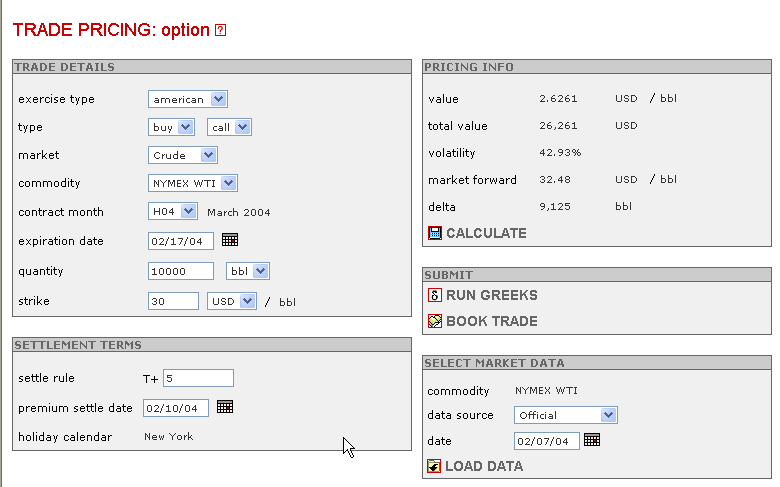 TRADE PRICING: option ?
TRADE DETAILS
exercise type american
type buy call
market Crude
commodity NYMEX WTI
contract month H04 March 2004
expiration date 02/17/04
quantity 10000 bbl
strike 30 USD / bbl
SETTLEMENT TERMS
settle rule T+ 5
premium settle date 02/10/04
holiday calendar New York
PRICING INFO
value 2.6261 USD / bbl
total value 26,261 USD
volatility 42.93%
market forward 32.48 USD / bbl
delta 9,125 bbl
CALCULATE
SUBMIT
δ RUN GREEKS
BOOK TRADE
SELECT MARKET DATA
commodity NYMEX WTI
data source Official
date 02/07/04
LOAD DATA